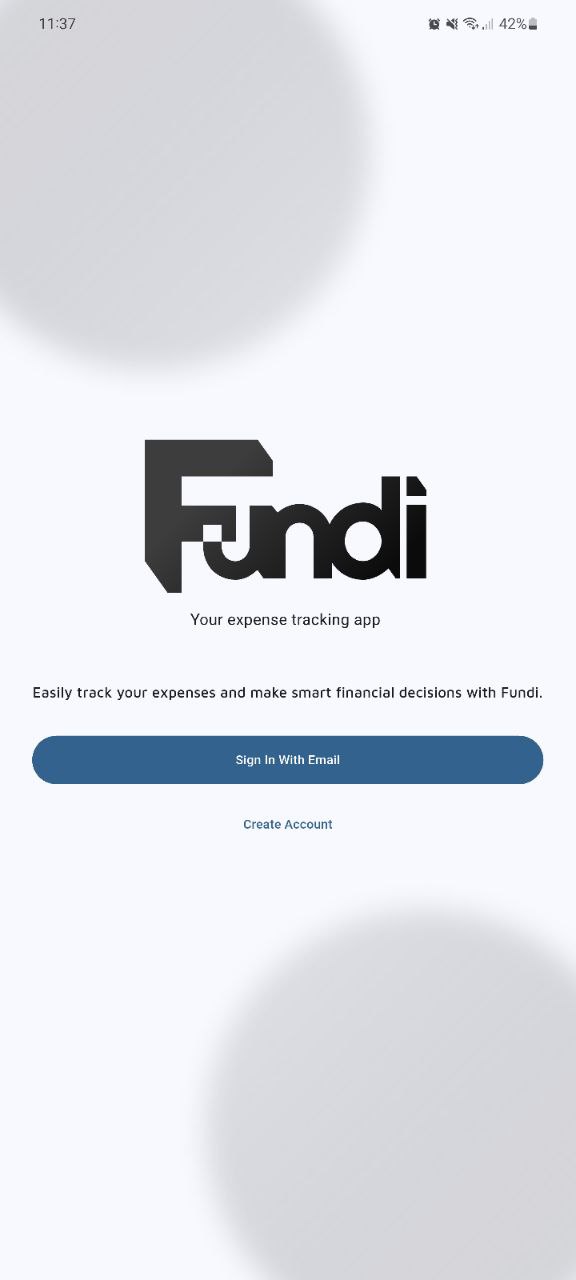 11:37
42%
Fundi
Your expense tracking app
Easily track your expenses and make smart financial decisions with Fundi.
Sign In With Email
Create Account